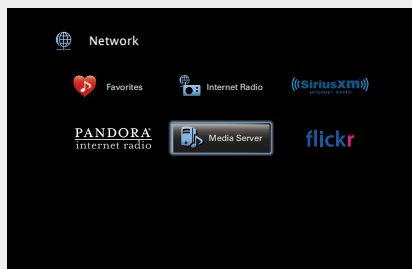 Network
Favorites
Internet Radio
((SiriusXM))
INTERNET RADIO
PANDORA®
internet radio
Media Server
flickr